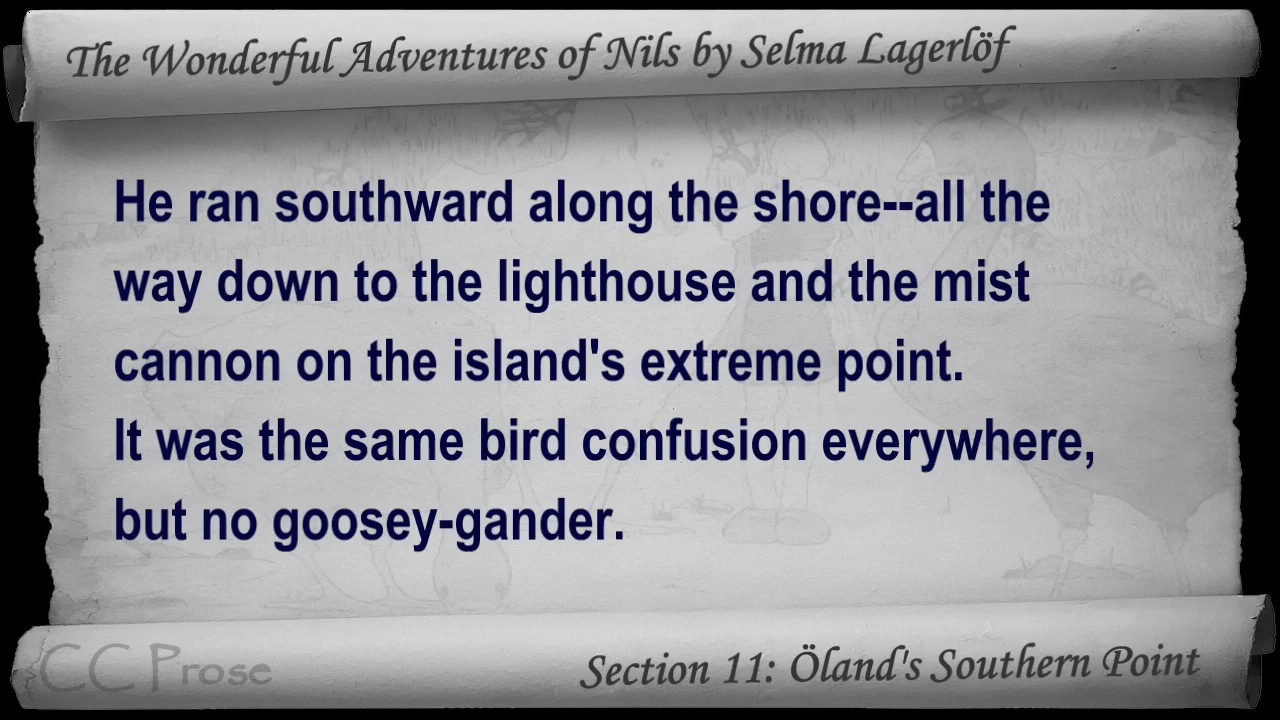 The Wonderful Adventures of Nils by Selma Lagerlöf
He ran southward along the shore--all the
way down to the lighthouse and the mist
cannon on the island's extreme point.
It was the same bird confusion everywhere,
but no goosey-gander.
CC Prose
Section 11: Öland's Southern Point